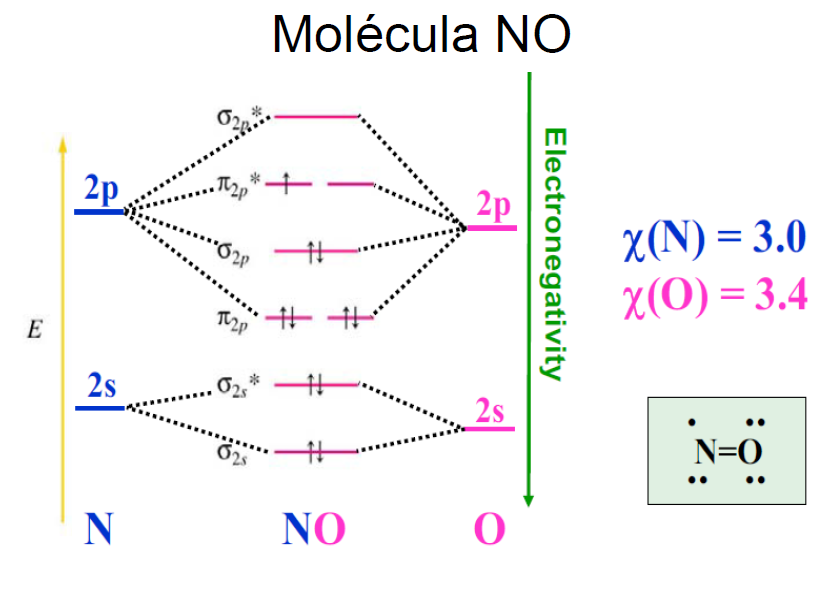 Molécula NO
σ2p*
2p
π2p*
2p
σ2p
π2p
E
2s
σ2s*
2s
σ2s
N
NO
O
Electronegativity
χ(N) = 3.0
χ(O) = 3.4
N=O